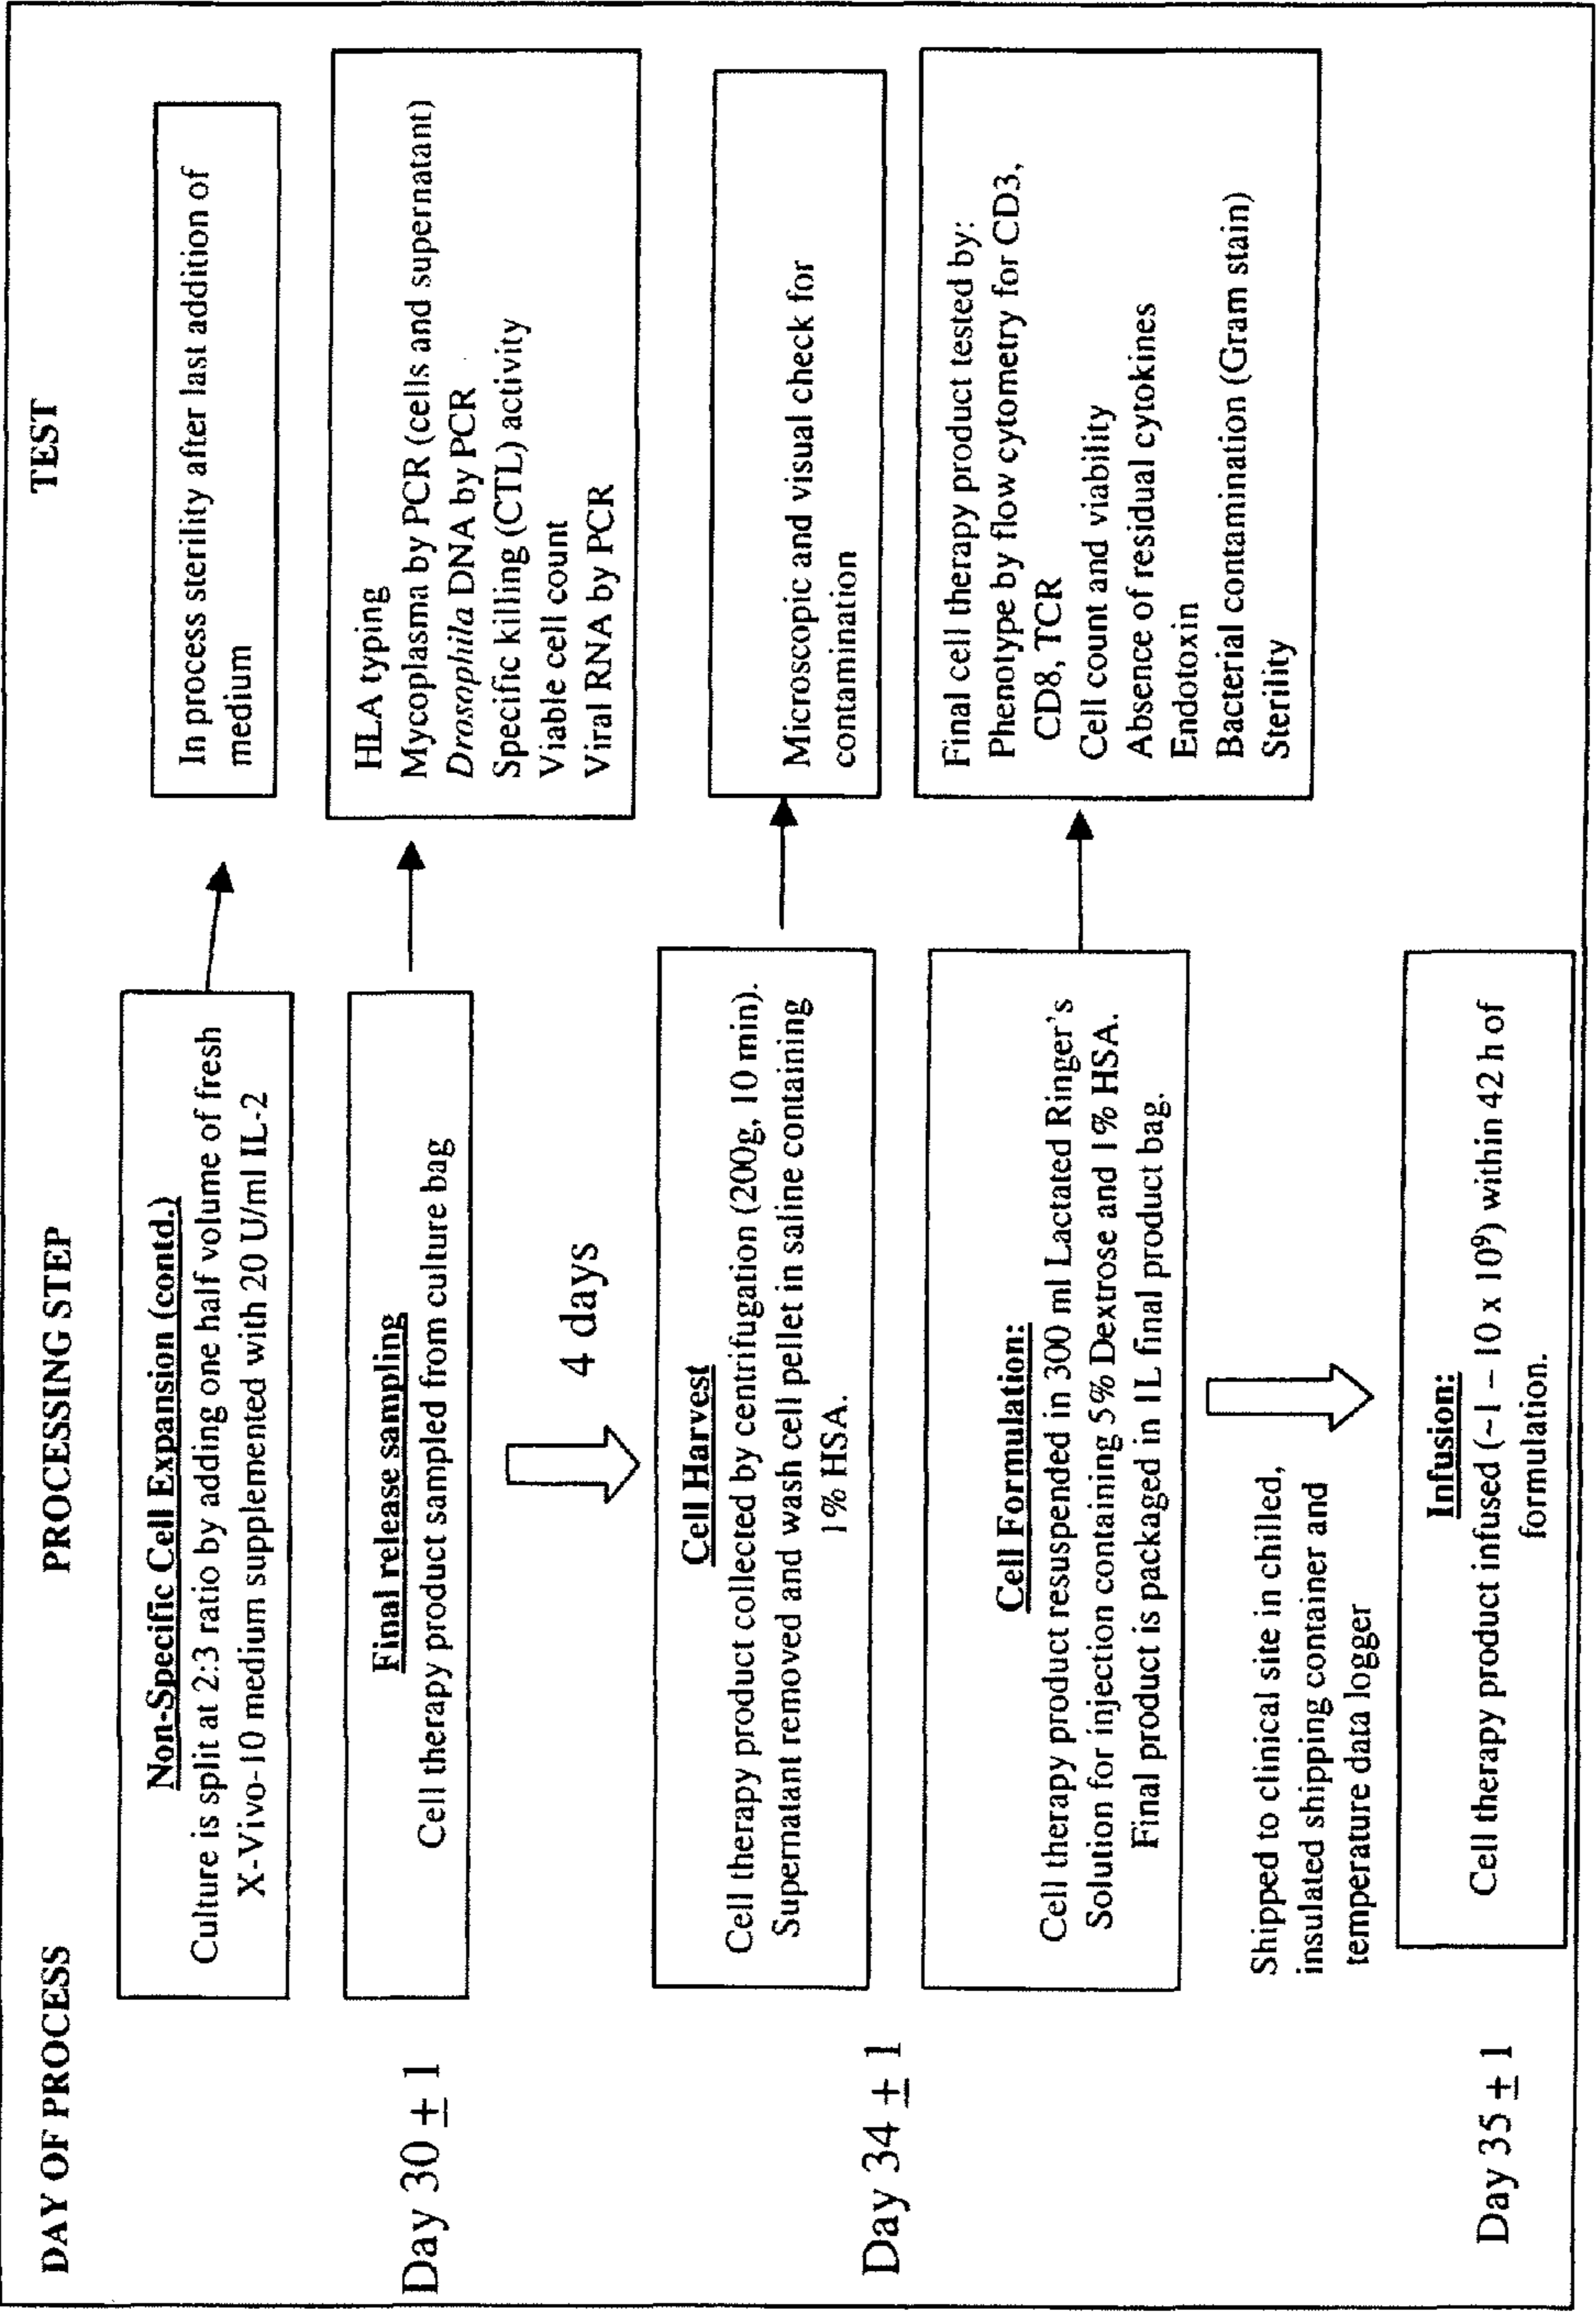 DAY OF PROCESS
PROCESSING STEP
TEST
Non-Specific Cell Expansion (contd.)
Culture is split at 2:3 ratio by adding one half volume of fresh
X-Vivo-10 medium supplemented with 20 U/ml IL-2
In process sterility after last addition of
medium
Day 30 ± 1
Final release sampling
Cell therapy product sampled from culture bag
HLA typing
Mycoplasma by PCR (cells and supernatant)
Drosophila DNA by PCR
Specific killing (CTL) activity
Viable cell count
Viral RNA by PCR
4 days
Day 34 ± 1
Cell Harvest
Cell therapy product collected by centrifugation (200g, 10 min).
Supernatant removed and wash cell pellet in saline containing
1% HSA.
Microscopic and visual check for
contamination
Cell Formulation:
Cell therapy product resuspended in 300 ml Lactated Ringer's
Solution for injection containing 5% Dextrose and 1% HSA.
Final product is packaged in 1L final product bag.
Final cell therapy product tested by:
Phenotype by flow cytometry for CD3,
CD8, TCR
Cell count and viability
Absence of residual cytokines
Endotoxin
Bacterial contamination (Gram stain)
Sterility
Shipped to clinical site in chilled,
insulated shipping container and
temperature data logger
Day 35 ± 1
Infusion:
Cell therapy product infused (~1 – 10 x 10⁹) within 42 h of
formulation.